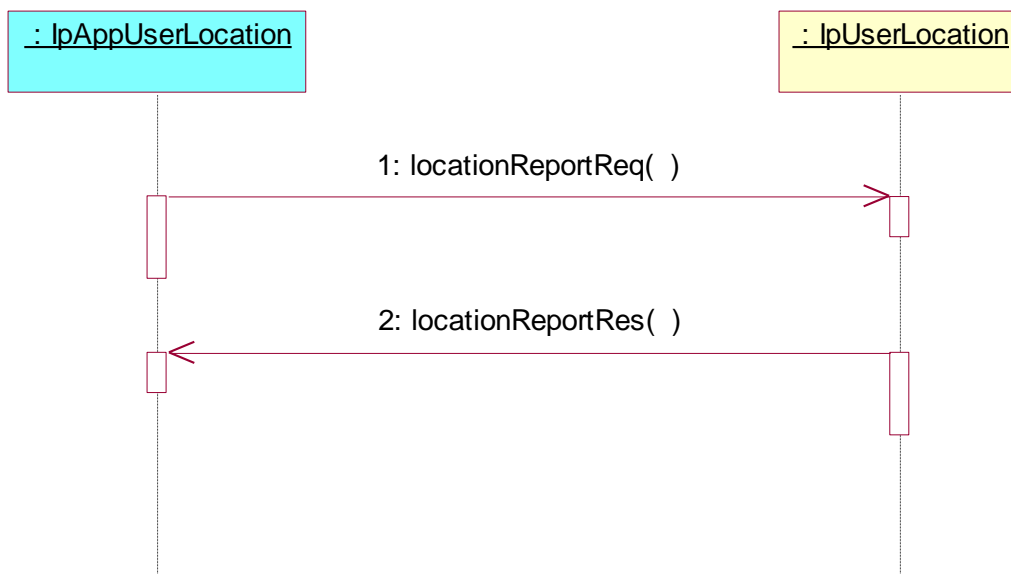 : IpAppUserLocation
: IpUserLocation
1: locationReportReq( )
2: locationReportRes( )